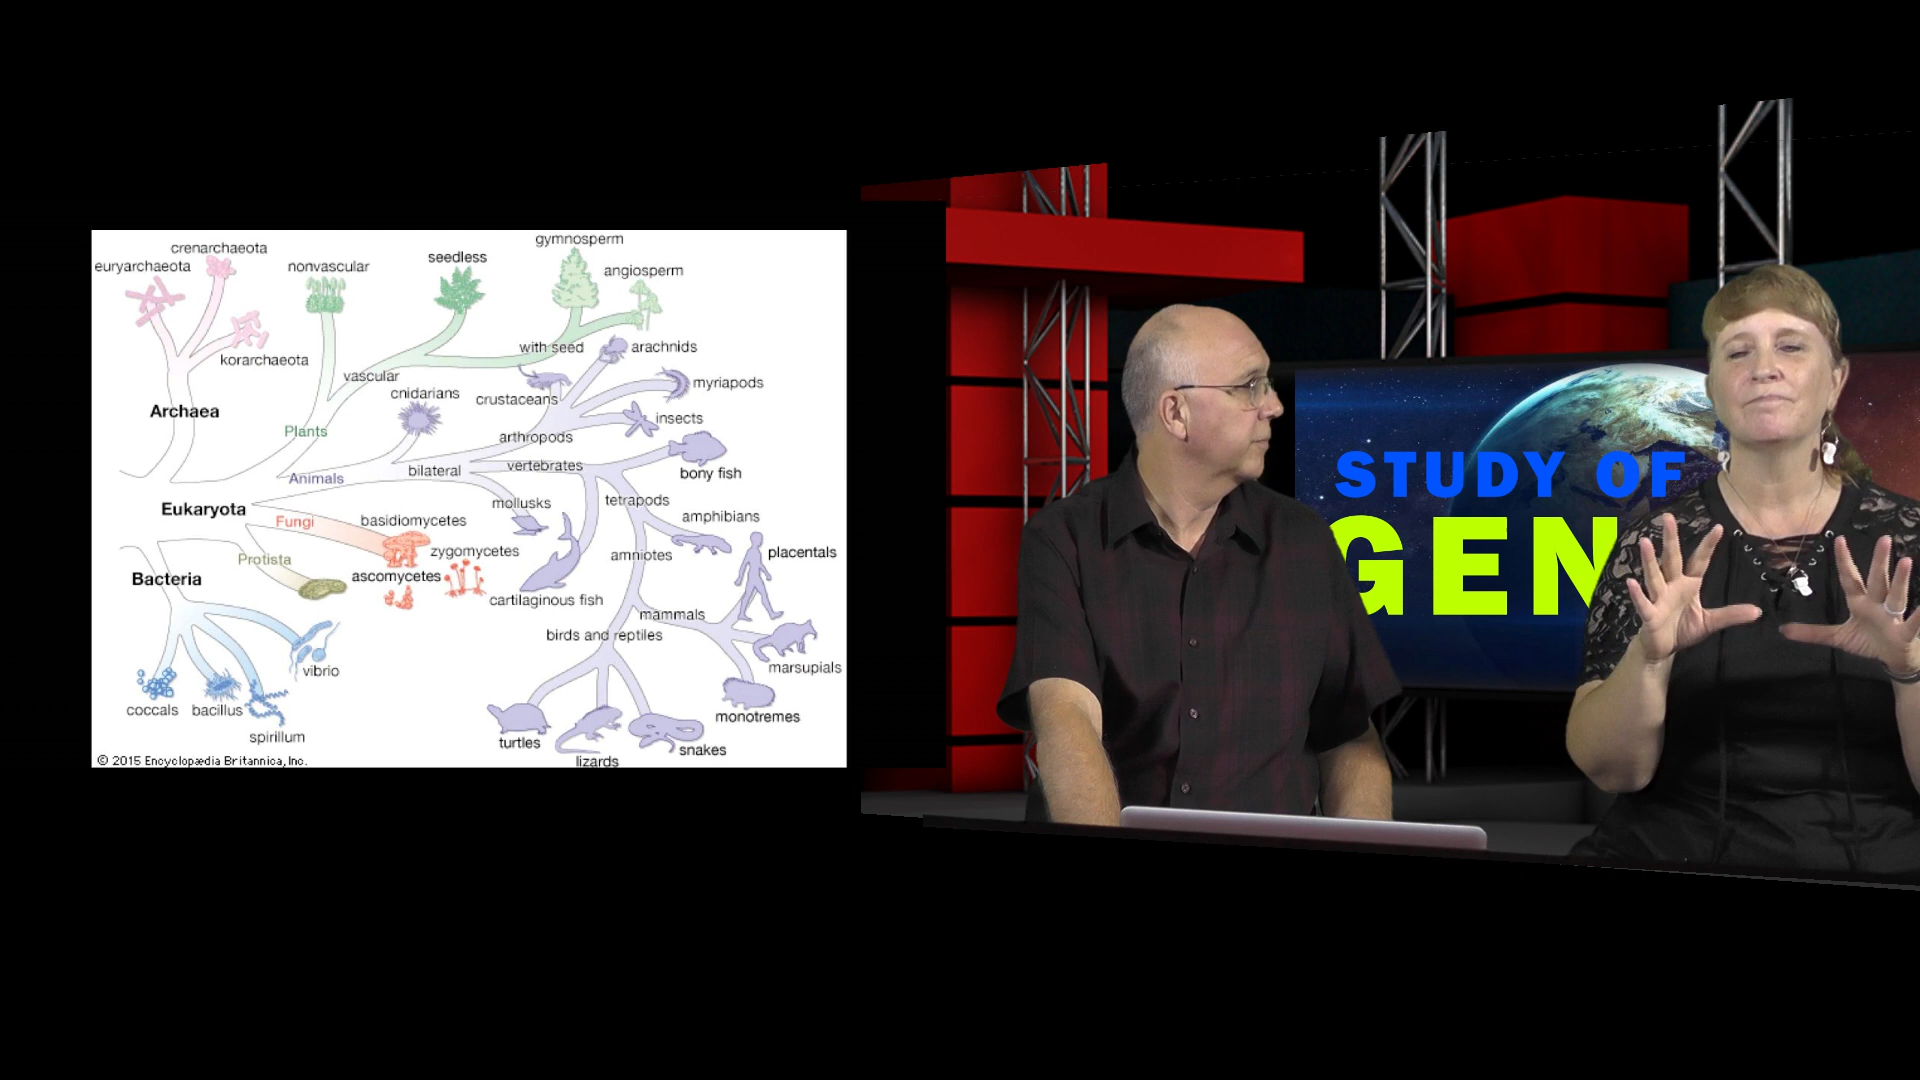 gymnosperm
crenarchaeota
seedless
euryarchaeota
nonvascular
angiosperm
with seed
arachnids
korarchaeota
vascular
myriapods
cnidarians
crustaceans
Archaea
insects
Plants
arthropods
vertebrates
bilateral
bony fish
Animals
tetrapods
mollusks
Eukaryota
amphibians
Fungi
basidiomycetes
zygomycetes
placentals
amniotes
Protista
ascomycetes
Bacteria
cartilaginous fish
mammals
birds and reptiles
marsupials
vibrio
coccals
bacillus
monotremes
spirillum
turtles
snakes
lizards
© 2015 Encyclopædia Britannica, Inc.
STUDY OF
GEN